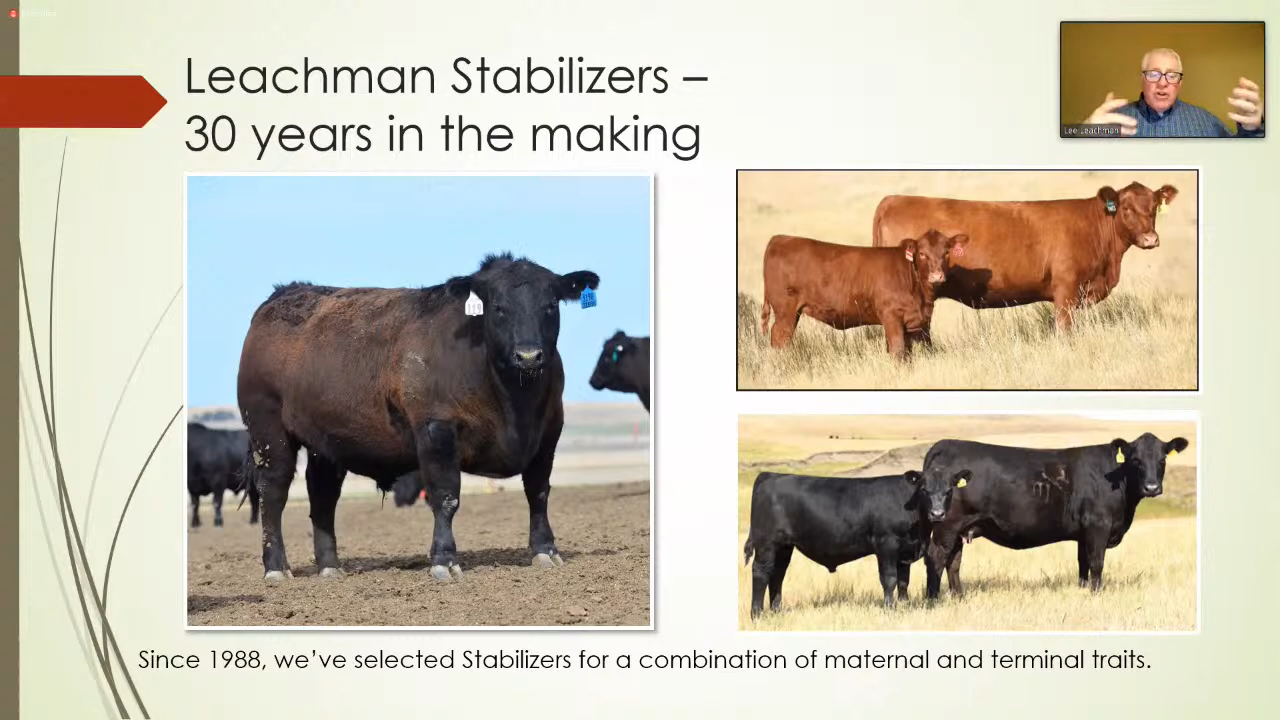 Leachman Stabilizers –
30 years in the making
Lee Leachman
Since 1988, we’ve selected Stabilizers for a combination of maternal and terminal traits.